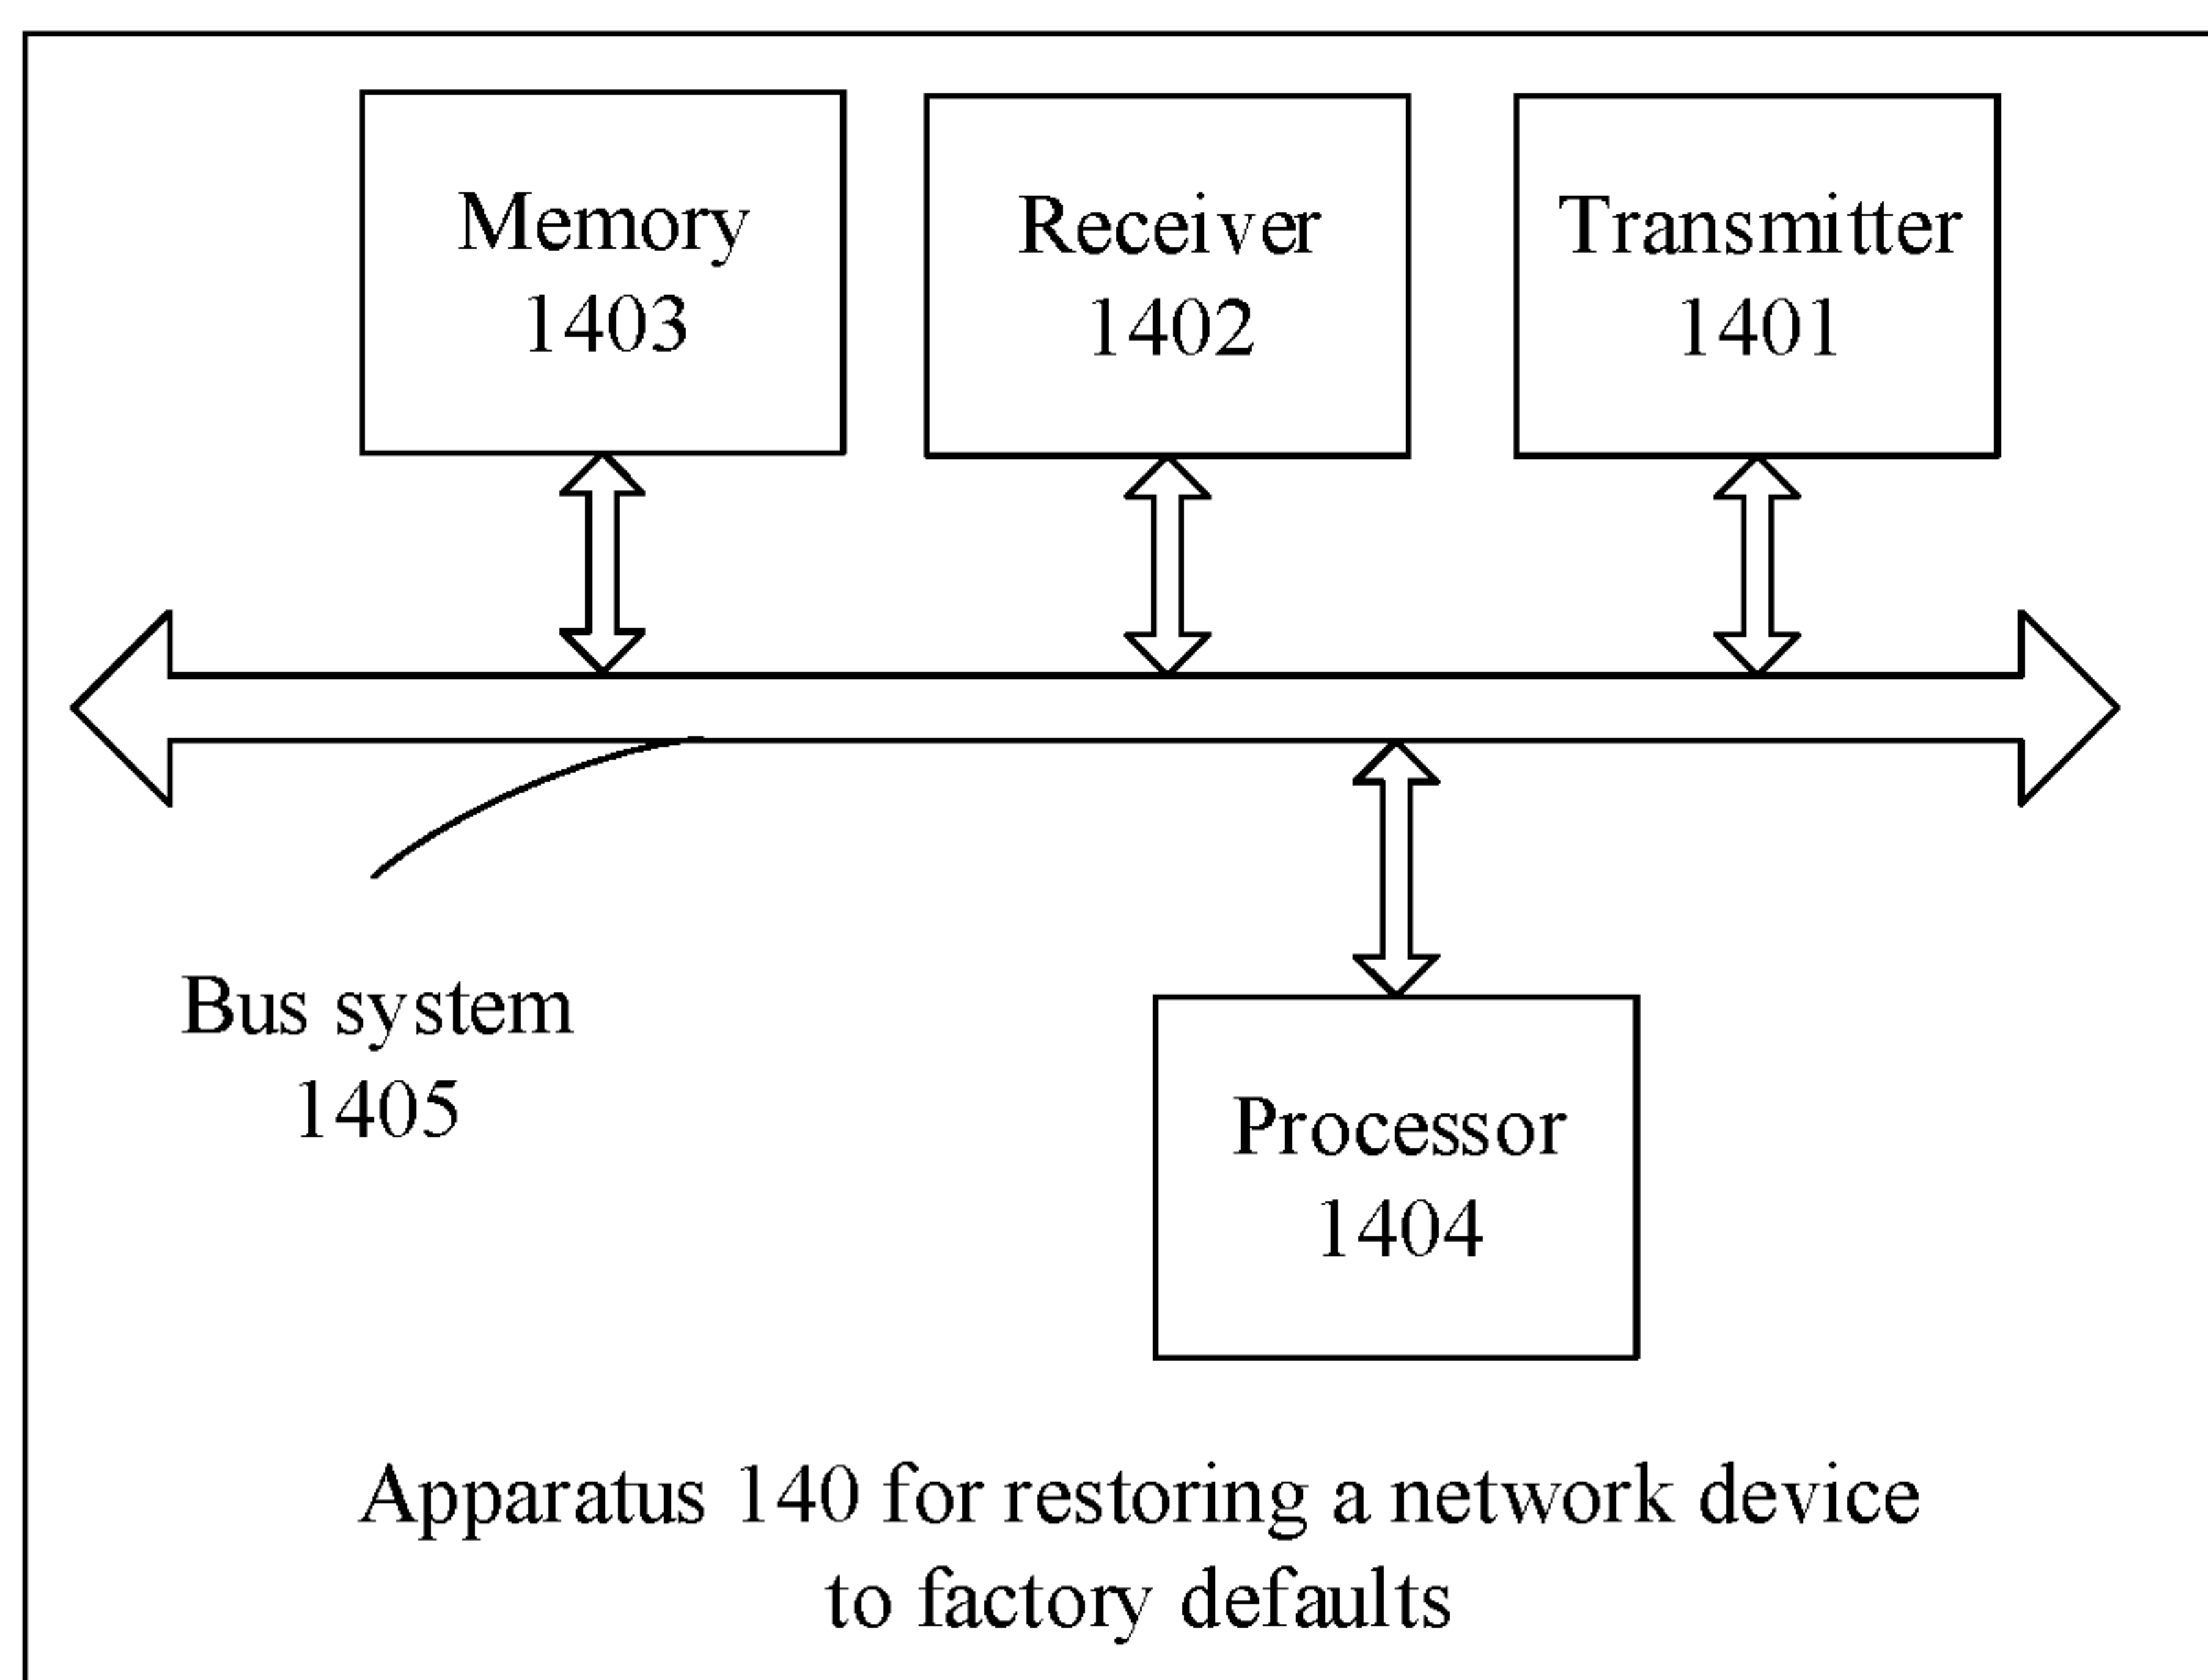 Memory
1403
Receiver
1402
Transmitter
1401
Bus system
1405
Processor
1404
Apparatus 140 for restoring a network device
to factory defaults